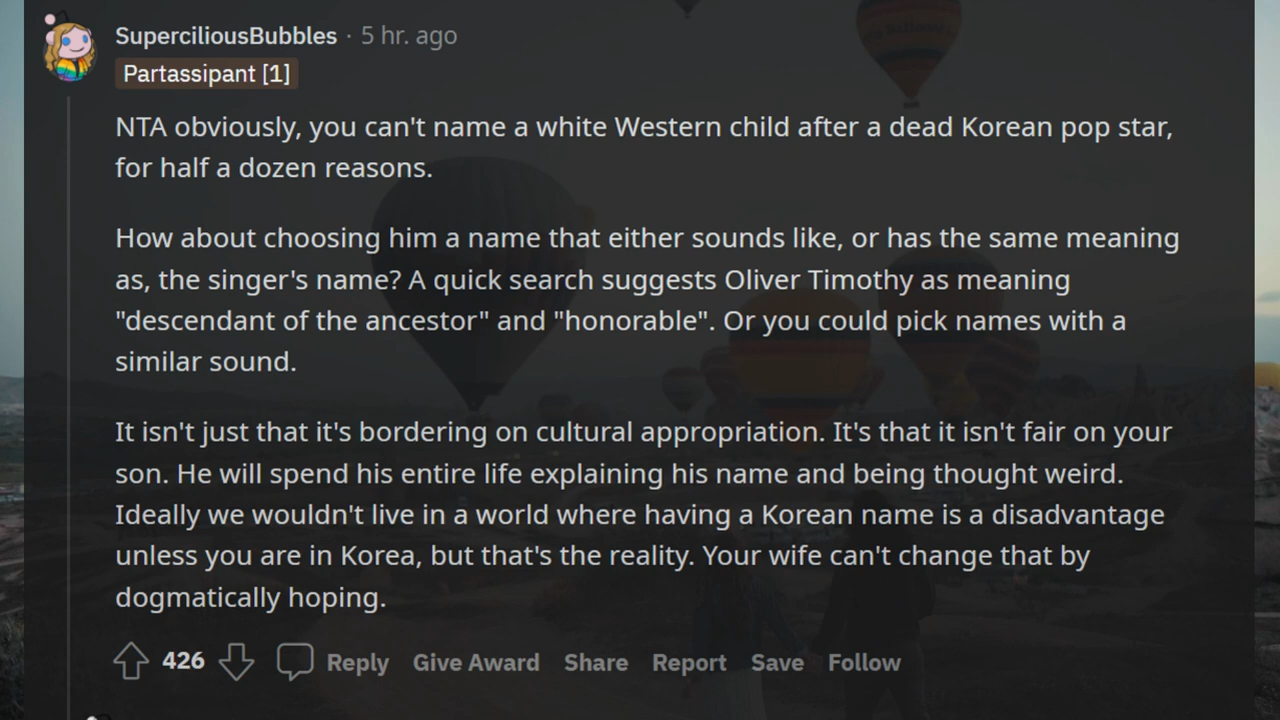 SuperciliousBubbles · 5 hr. ago
Partassipant [1]
NTA obviously, you can't name a white Western child after a dead Korean pop star,
for half a dozen reasons.
How about choosing him a name that either sounds like, or has the same meaning
as, the singer's name? A quick search suggests Oliver Timothy as meaning
"descendant of the ancestor" and "honorable". Or you could pick names with a
similar sound.
It isn't just that it's bordering on cultural appropriation. It's that it isn't fair on your
son. He will spend his entire life explaining his name and being thought weird.
Ideally we wouldn't live in a world where having a Korean name is a disadvantage
unless you are in Korea, but that's the reality. Your wife can't change that by
dogmatically hoping.
426 Reply Give Award Share Report Save Follow